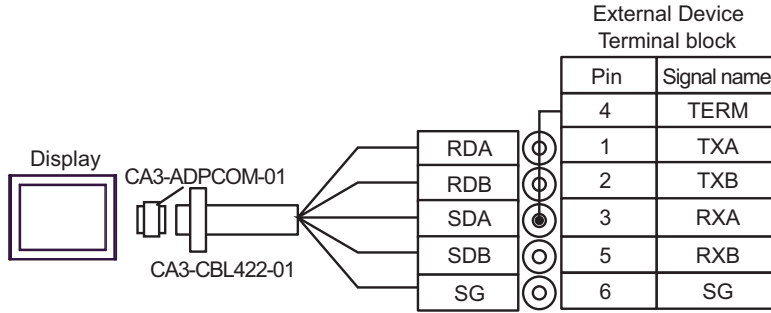 External Device
Terminal block
Pin Signal name
4 TERM
RDA 1 TXA
RDB 2 TXB
SDA 3 RXA
SDB 5 RXB
SG 6 SG
Display
CA3-ADPCOM-01
CA3-CBL422-01